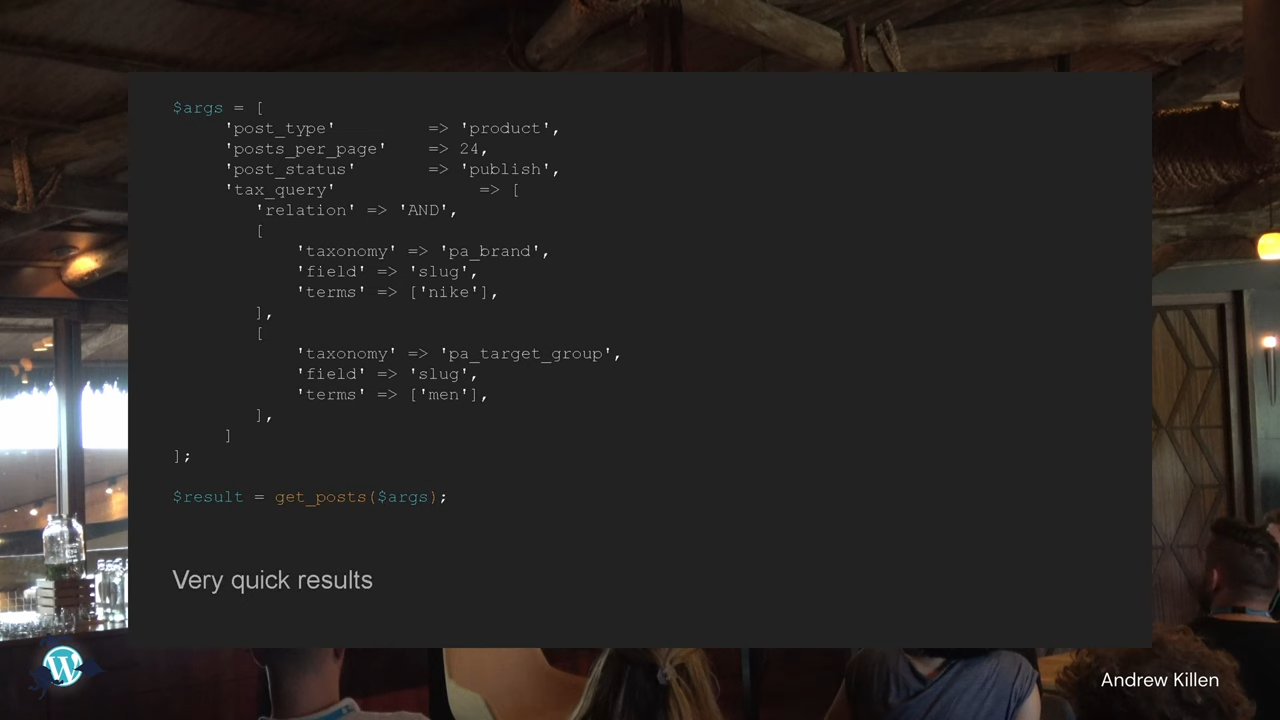 $args = [
'post_type' => 'product',
'posts_per_page' => 24,
'post_status' => 'publish',
'tax_query' => [
'relation' => 'AND',
[
'taxonomy' => 'pa_brand',
'field' => 'slug',
'terms' => ['nike'],
],
[
'taxonomy' => 'pa_target_group',
'field' => 'slug',
'terms' => ['men'],
],
]
];
$result = get_posts($args);
Very quick results
Andrew Killen